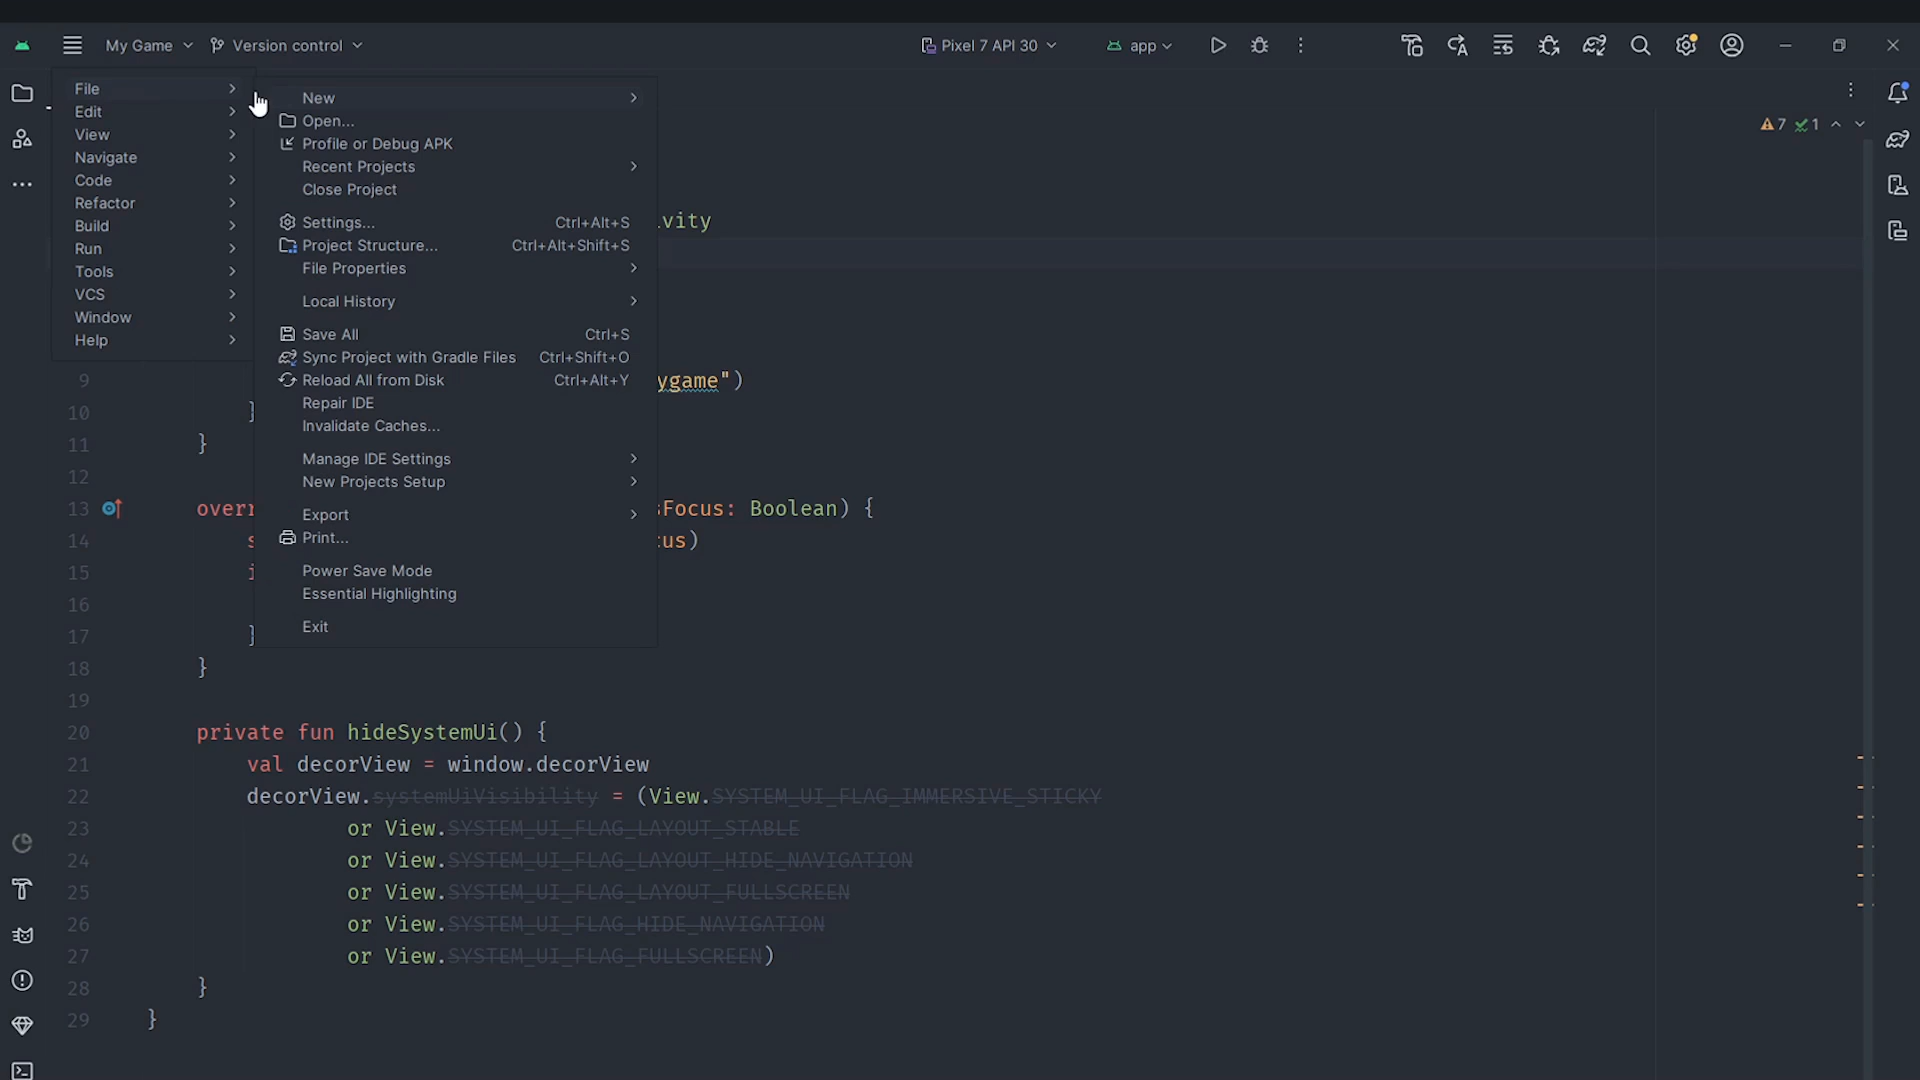 My Game
Version control
Pixel 7 API 30
app
File
Edit
View
Navigate
Code
Refactor
Build
Run
Tools
VCS
Window
Help
New
Open...
Profile or Debug APK
Recent Projects
Close Project
Settings... Ctrl+Alt+S
Project Structure... Ctrl+Alt+Shift+S
File Properties
Local History
Save All Ctrl+S
Sync Project with Gradle Files Ctrl+Shift+O
Reload All from Disk Ctrl+Alt+Y
Repair IDE
Invalidate Caches...
Manage IDE Settings
New Projects Setup
Export
Print...
Power Save Mode
Essential Highlighting
Exit
7 1
vity
9 ygame")
10 }
11 }
12
13 overr sFocus: Boolean) {
14 s cus)
15 i
16
17 }
18 }
19
20 private fun hideSystemUi() {
21 val decorView = window.decorView
22 decorView.systemUiVisibility = (View.SYSTEM_UI_FLAG_IMMERSIVE_STICKY
23 or View.SYSTEM_UI_FLAG_LAYOUT_STABLE
24 or View.SYSTEM_UI_FLAG_LAYOUT_HIDE_NAVIGATION
25 or View.SYSTEM_UI_FLAG_LAYOUT_FULLSCREEN
26 or View.SYSTEM_UI_FLAG_HIDE_NAVIGATION
27 or View.SYSTEM_UI_FLAG_FULLSCREEN)
28 }
29 }